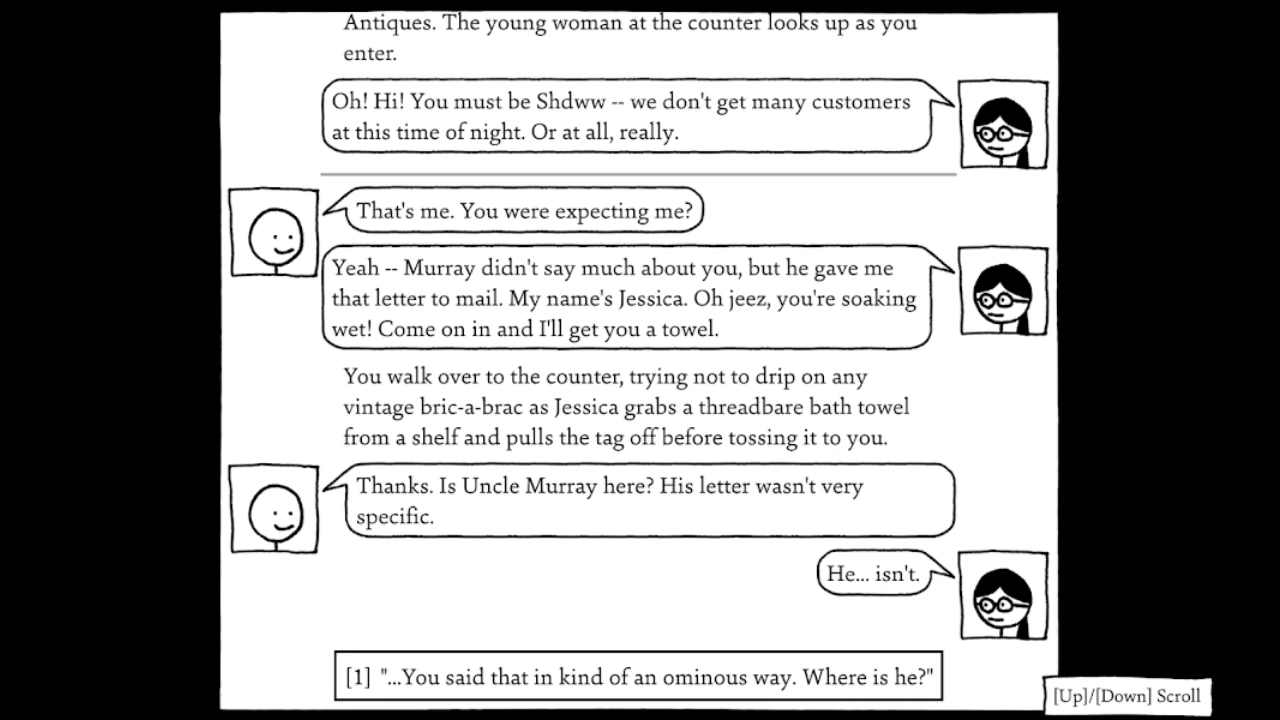 Antiques. The young woman at the counter looks up as you
enter.
Oh! Hi! You must be Shdww -- we don't get many customers
at this time of night. Or at all, really.
That's me. You were expecting me?
Yeah -- Murray didn't say much about you, but he gave me
that letter to mail. My name's Jessica. Oh jeez, you're soaking
wet! Come on in and I'll get you a towel.
You walk over to the counter, trying not to drip on any
vintage bric-a-brac as Jessica grabs a threadbare bath towel
from a shelf and pulls the tag off before tossing it to you.
Thanks. Is Uncle Murray here? His letter wasn't very
specific.
He... isn't.
[1] "...You said that in kind of an ominous way. Where is he?"
[Up]/[Down] Scroll